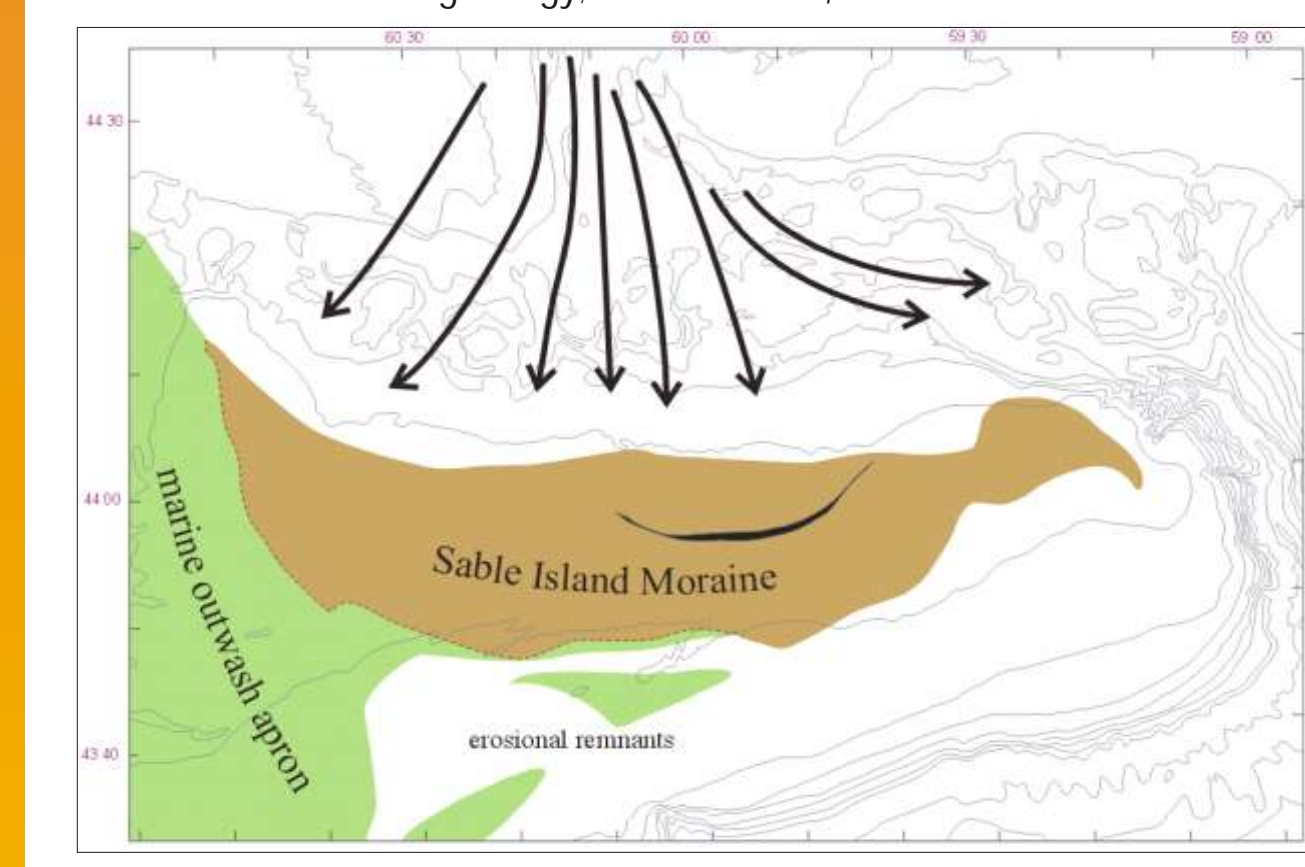 60 30 60 00 59 30 59 00
44 30
44 00
43 40
marine outwash apron
Sable Island Moraine
erosional remnants